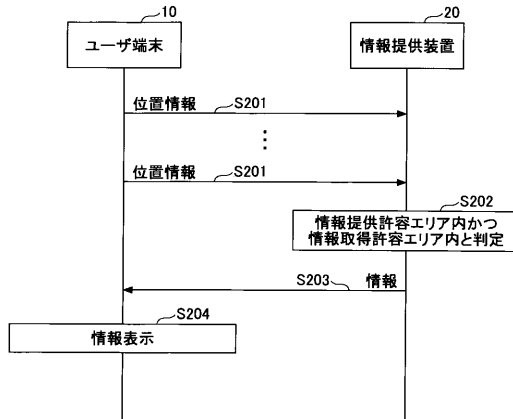 10
20
ユーザ端末
情報提供装置
位置情報
S201
⋮
位置情報
S201
S202
情報提供許容エリア内かつ
情報取得許容エリア内と判定
S203
情報
S204
情報表示